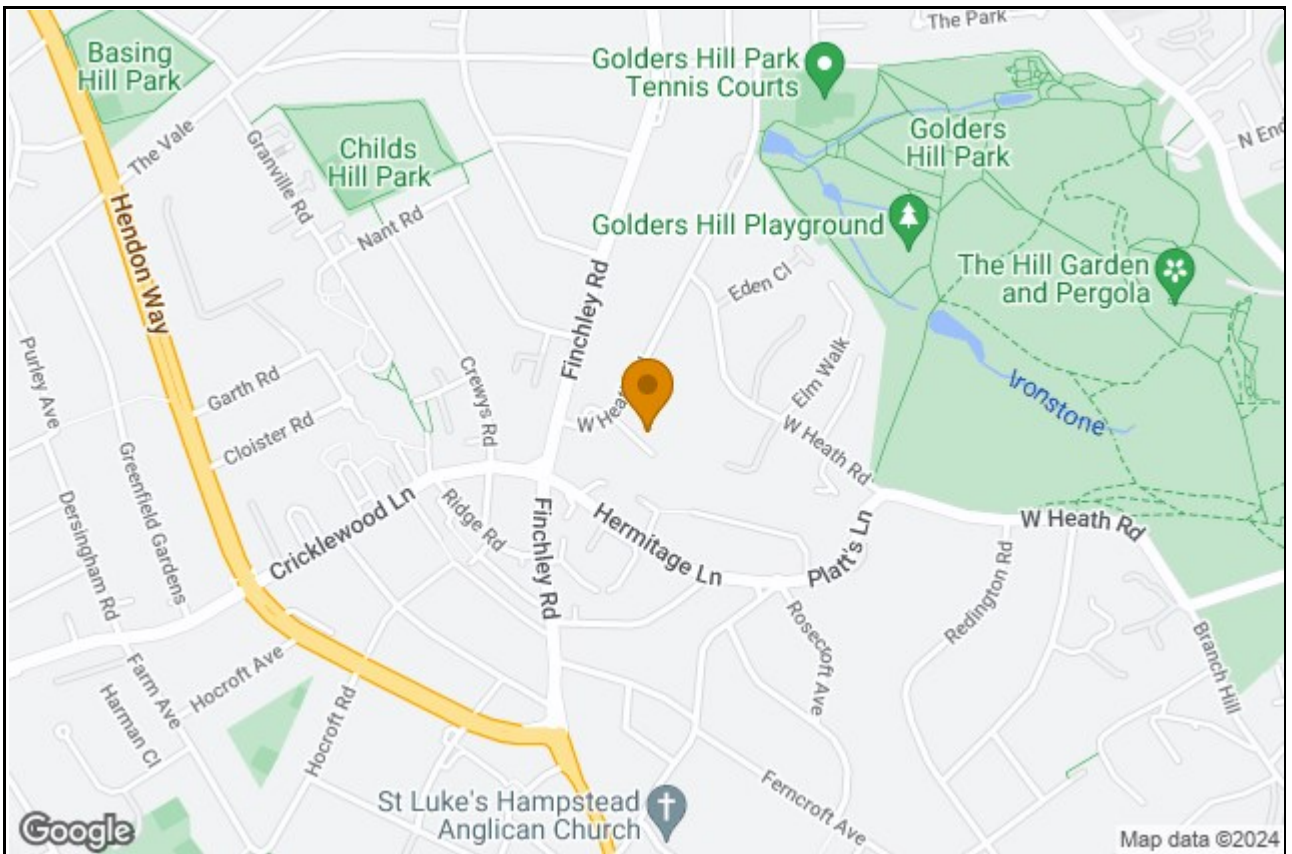 The Park
Basing
Hill Park
Golders Hill Park
Tennis Courts
N End
The Vale
Granville Rd
Childs
Hill Park
Golders
Hill Park
Hendon Way
Nant Rd
Golders Hill Playground
The Hill Garden
and Pergola
Eden Cl
Finchley Rd
Purley Ave
Garth Rd
Crewys Rd
W Hea
Elm Walk
Ironstone
Cloister Rd
W Heath Rd
Greenfield Gardens
Dersingham Rd
Cricklewood Ln
Ridge Rd
Finchley Rd
Hermitage Ln
Platt's Ln
W Heath Rd
Redington Rd
Rosecroft Ave
Branch Hill
Hocroft Ave
Farm Ave
Harman Cl
Hocroft Rd
Ferncroft Ave
St Luke's Hampstead
Anglican Church
Google
Map data ©2024